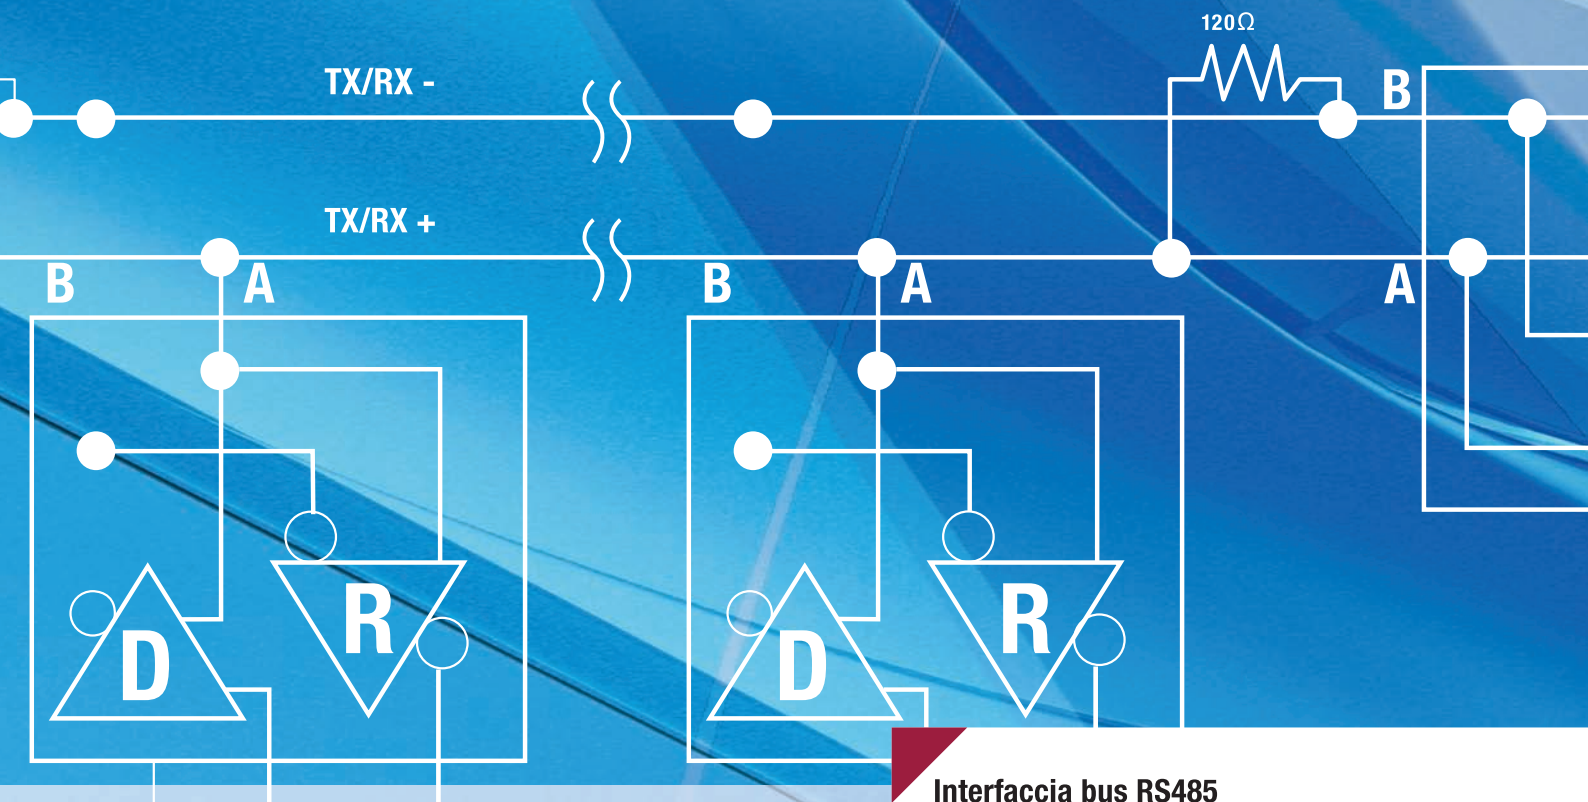 120Ω
TX/RX -
B
TX/RX +
B
A
B
A
A
D
R
D
R
Interfaccia bus RS485